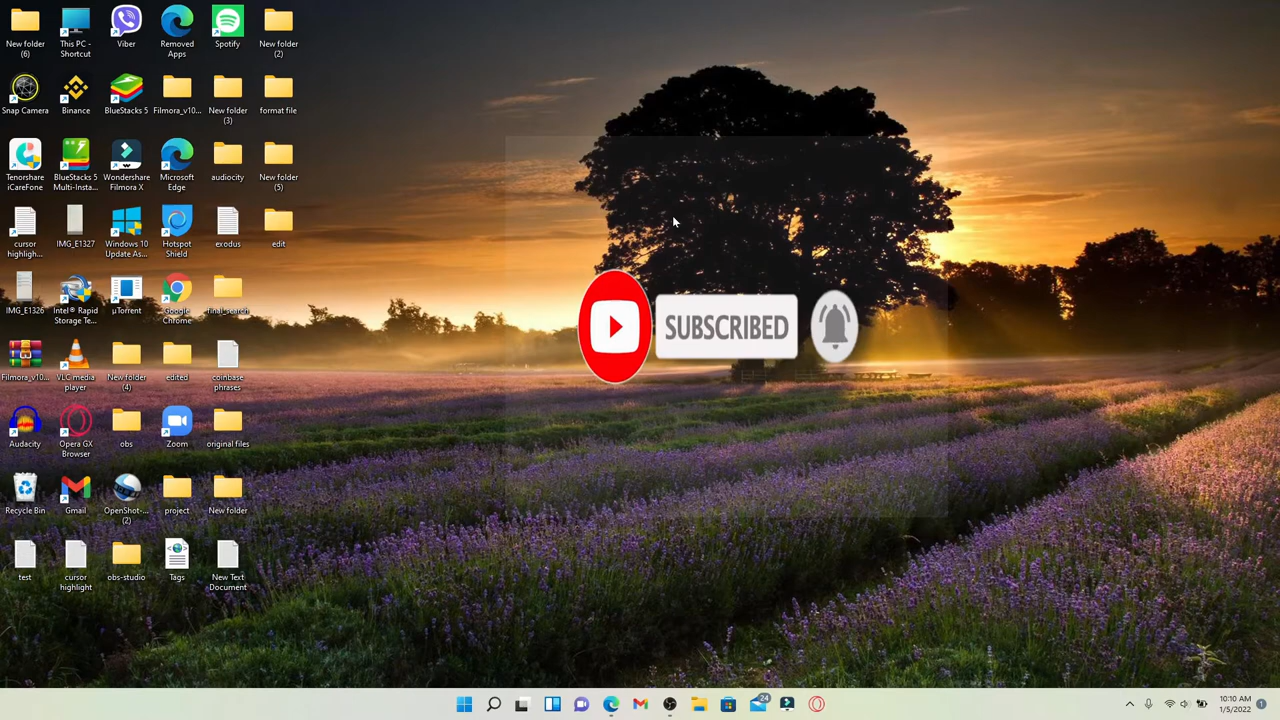 New folder
(6)
This PC -
Shortcut
Viber
Removed
Apps
Spotify
New folder
(2)
Snap Camera
Binance
BlueStacks 5
Filmora_v10...
New folder
(3)
format file
Tenorshare
iCareFone
BlueStacks 5
Multi-Insta...
Wondershare
Filmora X
Microsoft
Edge
audiocity
New folder
(5)
cursor
highligh...
IMG_E1327
Windows 10
Update As...
Hotspot
Shield
exodus
edit
IMG_E1326
Intel® Rapid
Storage Te...
µTorrent
Google
Chrome
final_search
SUBSCRIBED
Filmora_v10...
VLC media
player
New folder
(4)
edited
coinbase
phrases
Audacity
Opera GX
Browser
obs
Zoom
original files
Recycle Bin
Gmail
OpenShot-...
(2)
project
New folder
test
cursor
highlight
obs-studio
Tags
New Text
Document
24
10:10 AM
1/5/2022
1